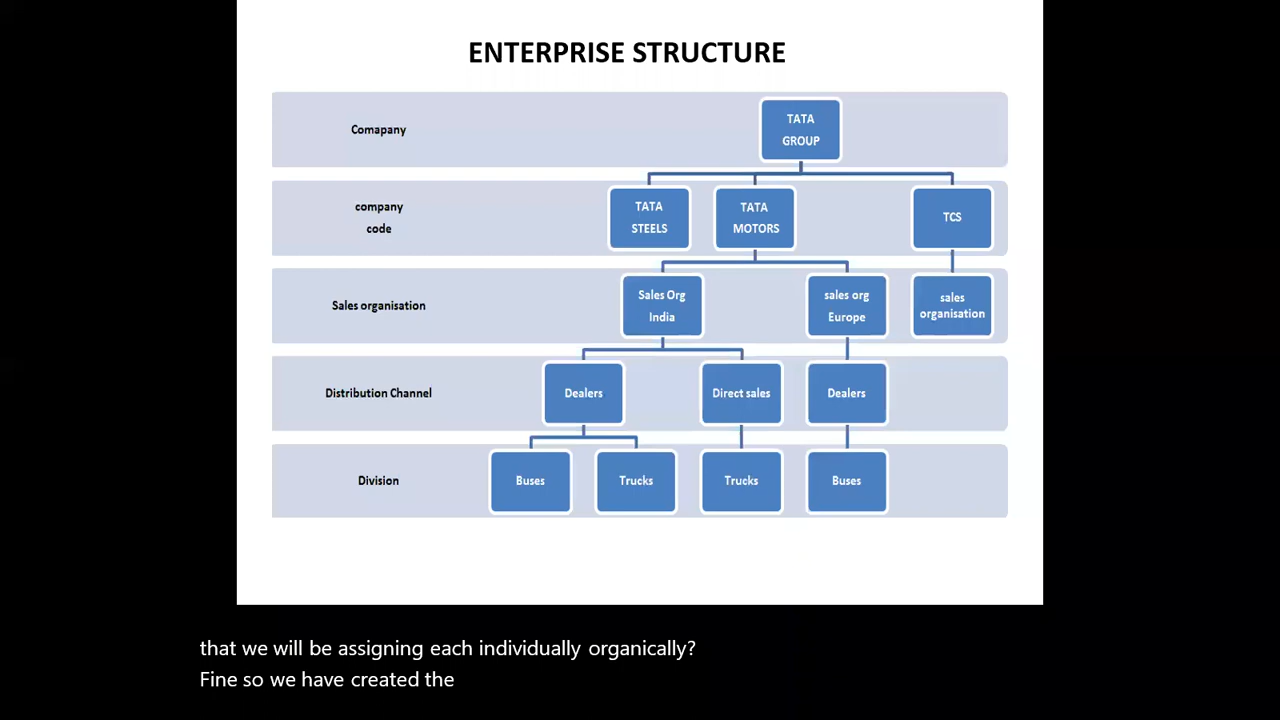 ENTERPRISE STRUCTURE
Comapany
TATA
GROUP
company
code
TATA
STEELS
TATA
MOTORS
TCS
Sales organisation
Sales Org
India
sales org
Europe
sales
organisation
Distribution Channel
Dealers
Direct sales
Dealers
Division
Buses
Trucks
Trucks
Buses
that we will be assigning each individually organically?
Fine so we have created the